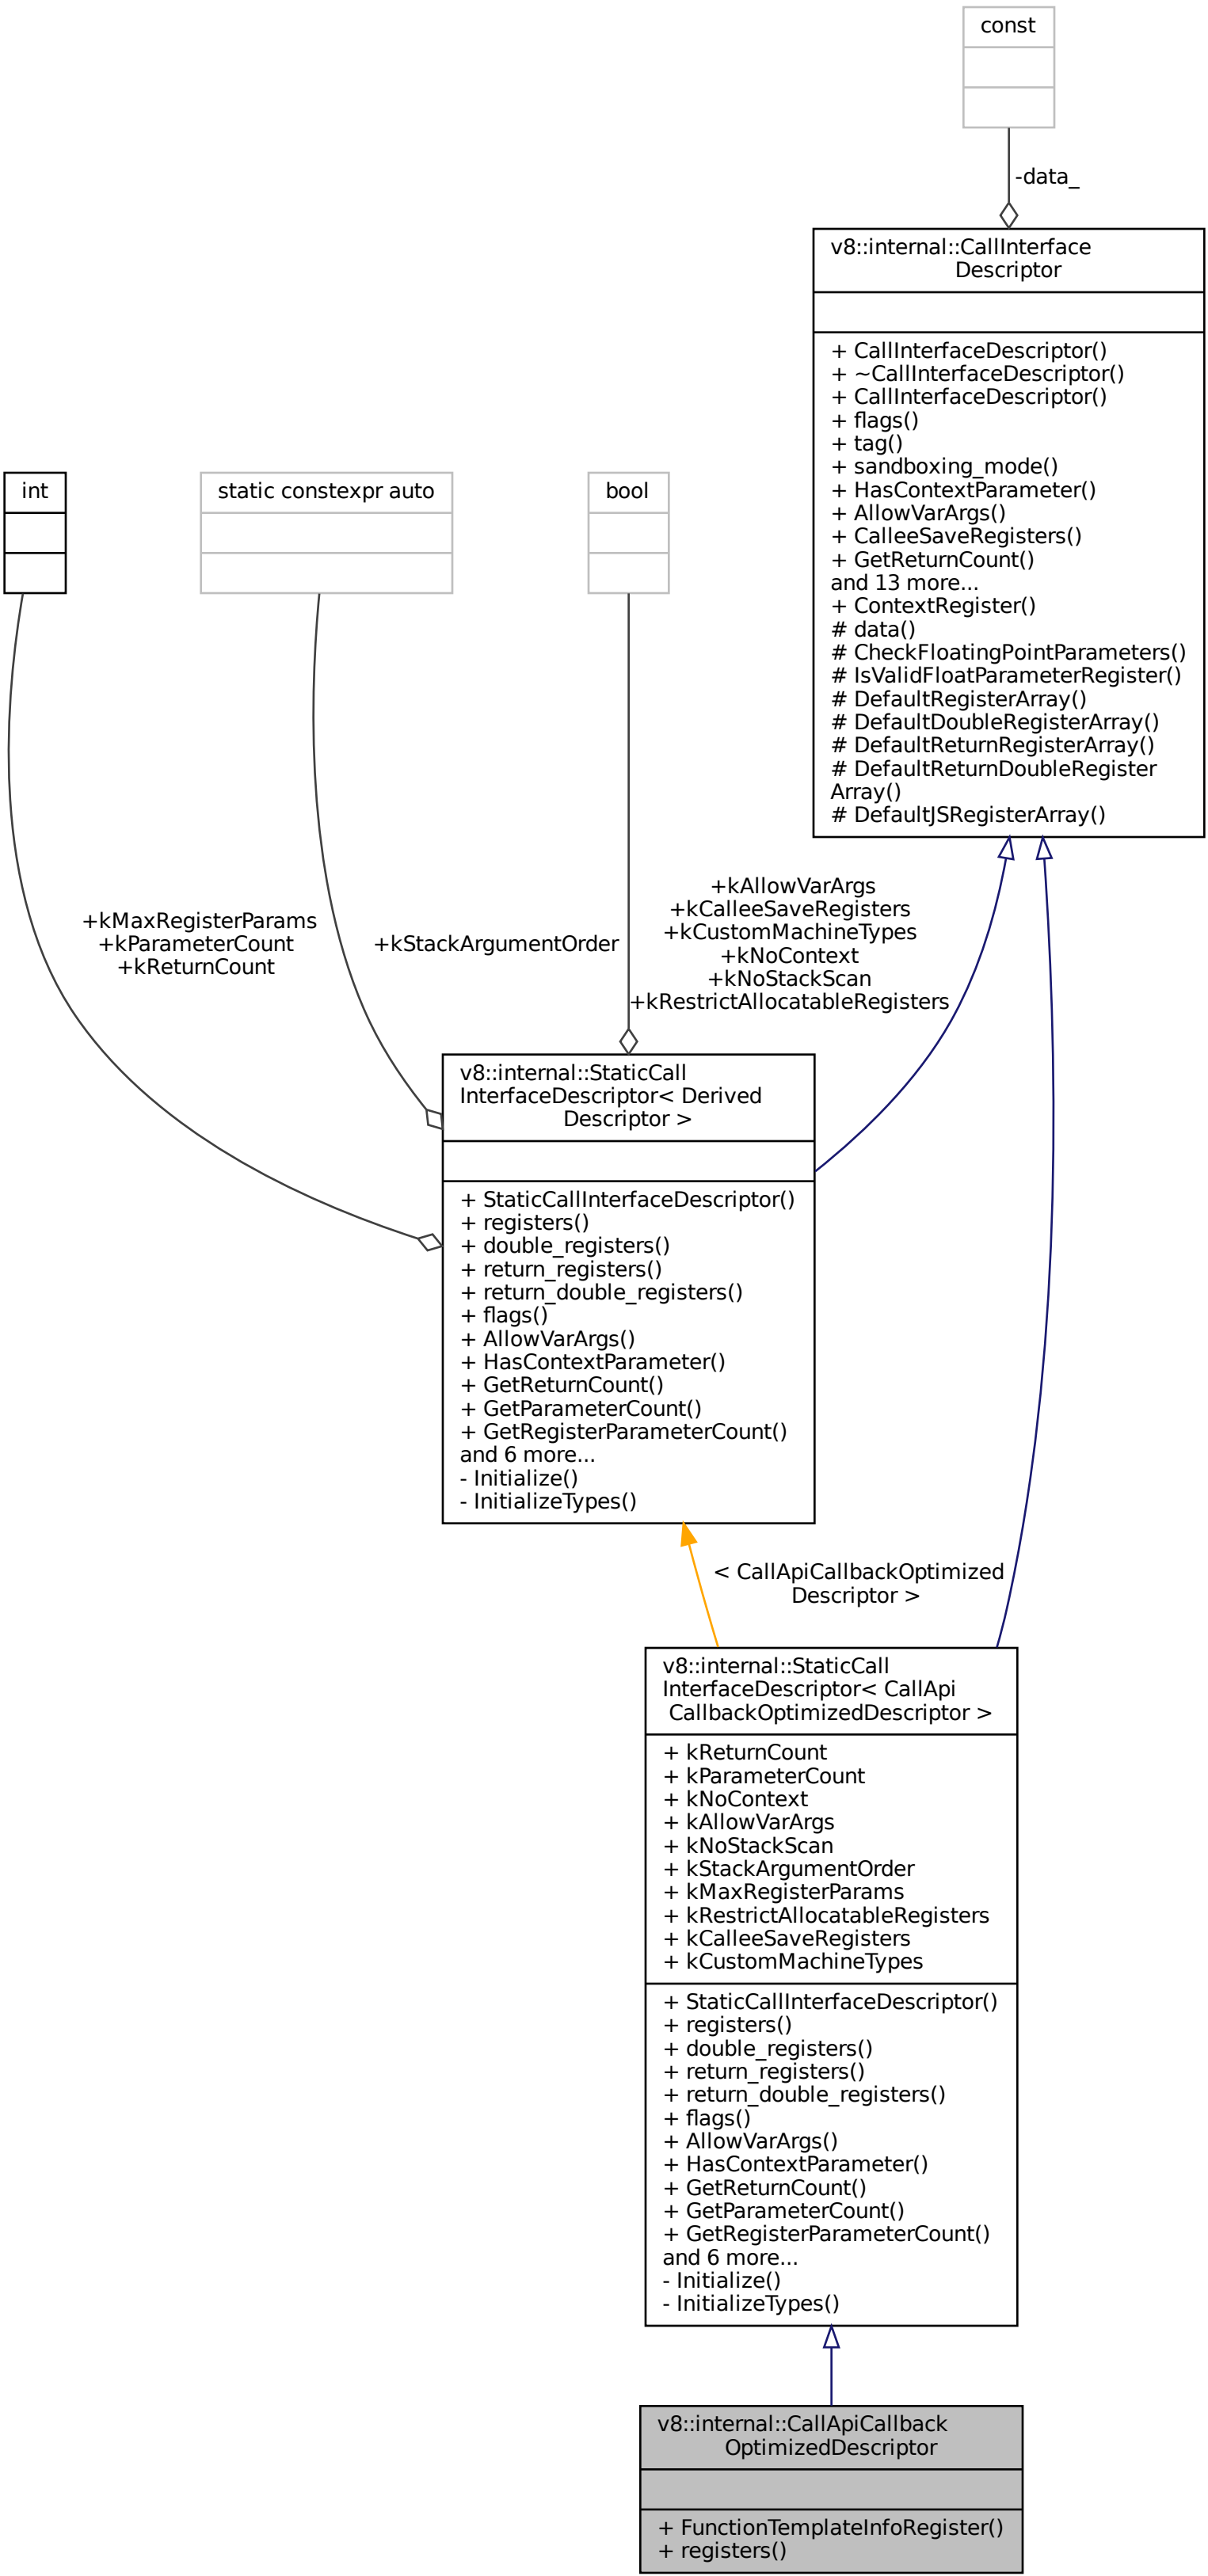 const
-data_
v8::internal::CallInterface
Descriptor
+ CallInterfaceDescriptor()
+ ~CallInterfaceDescriptor()
+ CallInterfaceDescriptor()
+ flags()
+ tag()
+ sandboxing_mode()
+ HasContextParameter()
+ AllowVarArgs()
+ CalleeSaveRegisters()
+ GetReturnCount()
and 13 more...
+ ContextRegister()
# data()
# CheckFloatingPointParameters()
# IsValidFloatParameterRegister()
# DefaultRegisterArray()
# DefaultDoubleRegisterArray()
# DefaultReturnRegisterArray()
# DefaultReturnDoubleRegister
Array()
# DefaultJSRegisterArray()
int
static constexpr auto
bool
+kMaxRegisterParams
+kParameterCount
+kReturnCount
+kStackArgumentOrder
+kAllowVarArgs
+kCalleeSaveRegisters
+kCustomMachineTypes
+kNoContext
+kNoStackScan
+kRestrictAllocatableRegisters
v8::internal::StaticCall
InterfaceDescriptor< Derived
Descriptor >
+ StaticCallInterfaceDescriptor()
+ registers()
+ double_registers()
+ return_registers()
+ return_double_registers()
+ flags()
+ AllowVarArgs()
+ HasContextParameter()
+ GetReturnCount()
+ GetParameterCount()
+ GetRegisterParameterCount()
and 6 more...
- Initialize()
- InitializeTypes()
< CallApiCallbackOptimized
Descriptor >
v8::internal::StaticCall
InterfaceDescriptor< CallApi
CallbackOptimizedDescriptor >
+ kReturnCount
+ kParameterCount
+ kNoContext
+ kAllowVarArgs
+ kNoStackScan
+ kStackArgumentOrder
+ kMaxRegisterParams
+ kRestrictAllocatableRegisters
+ kCalleeSaveRegisters
+ kCustomMachineTypes
+ StaticCallInterfaceDescriptor()
+ registers()
+ double_registers()
+ return_registers()
+ return_double_registers()
+ flags()
+ AllowVarArgs()
+ HasContextParameter()
+ GetReturnCount()
+ GetParameterCount()
+ GetRegisterParameterCount()
and 6 more...
- Initialize()
- InitializeTypes()
v8::internal::CallApiCallback
OptimizedDescriptor
+ FunctionTemplateInfoRegister()
+ registers()